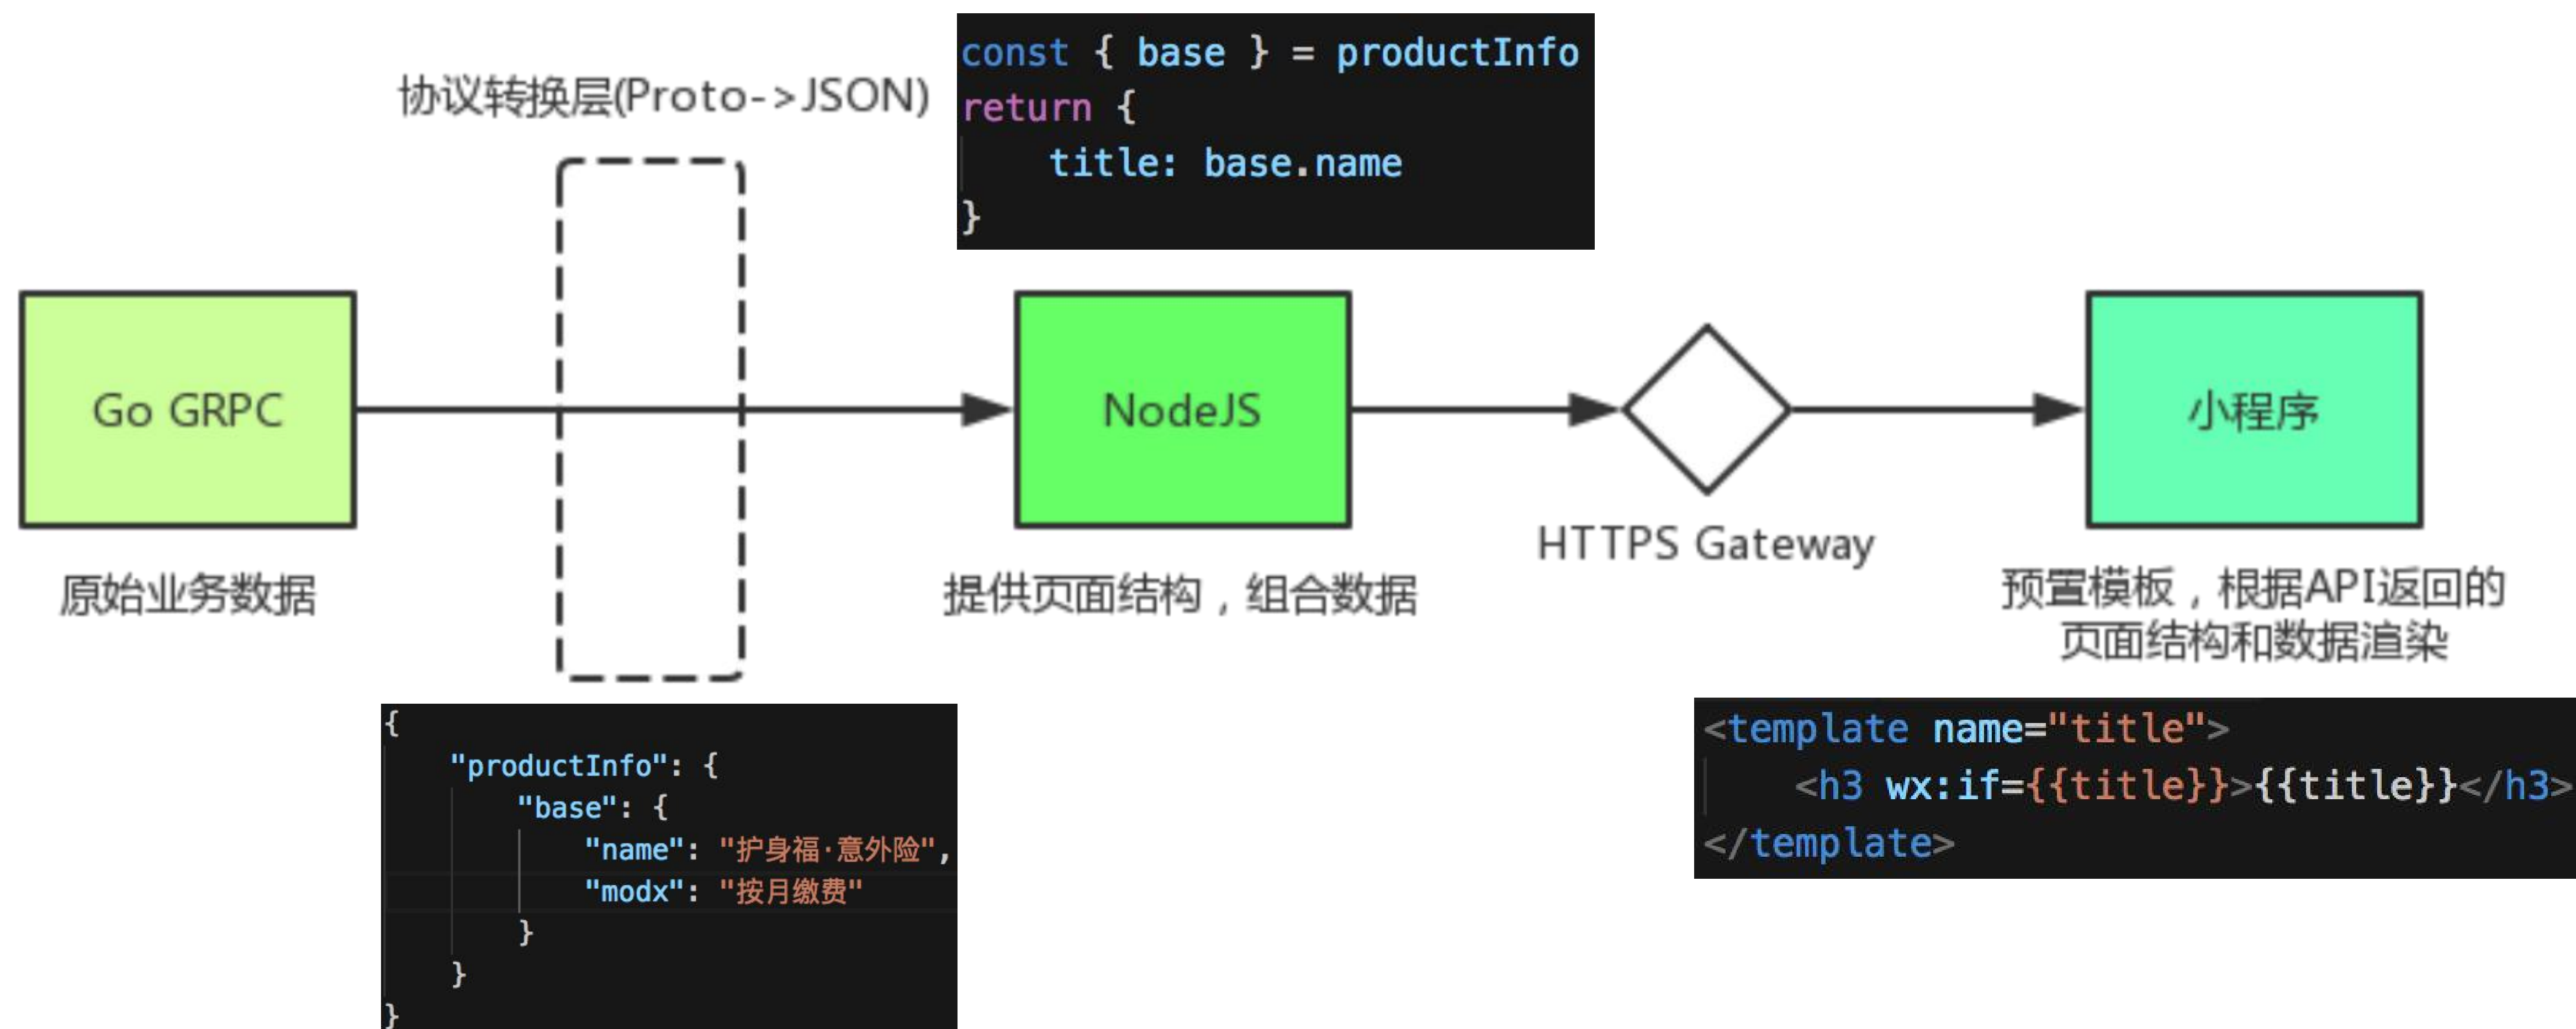 协议转换层(Proto->JSON)
const { base } = productInfo
return {
title: base.name
}
Go GRPC
NodeJS
小程序
原始业务数据
提供页面结构，组合数据
HTTPS Gateway
预置模板，根据API返回的
页面结构和数据渲染
{
"productInfo": {
"base": {
"name": "护身福·意外险",
"modx": "按月缴费"
}
}
}
<template name="title">
<h3 wx:if={{title}}>{{title}}</h3>
</template>